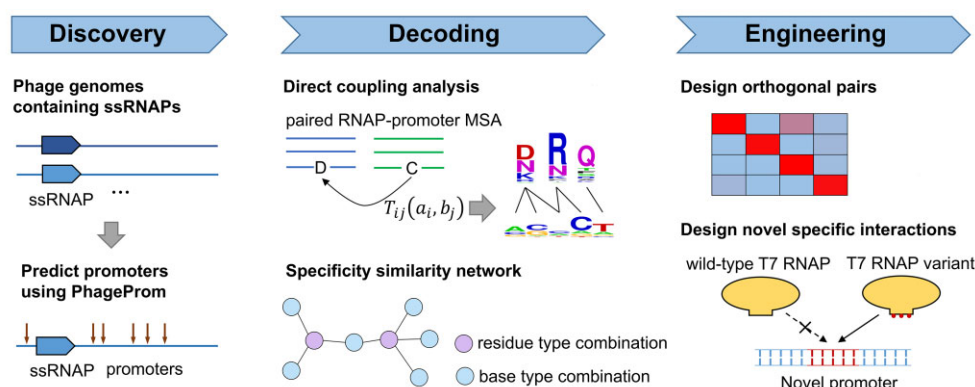 Discovery
Phage genomes
containing ssRNAPs
ssRNAP
...
Predict promoters
using PhageProm
ssRNAP promoters
Decoding
Direct coupling analysis
paired RNAP-promoter MSA
D C
T_{ij}(a_i, b_j)
D R Q
N N
A C C T
Specificity similarity network
residue type combination
base type combination
Engineering
Design orthogonal pairs
Design novel specific interactions
wild-type T7 RNAP T7 RNAP variant
Novel promoter